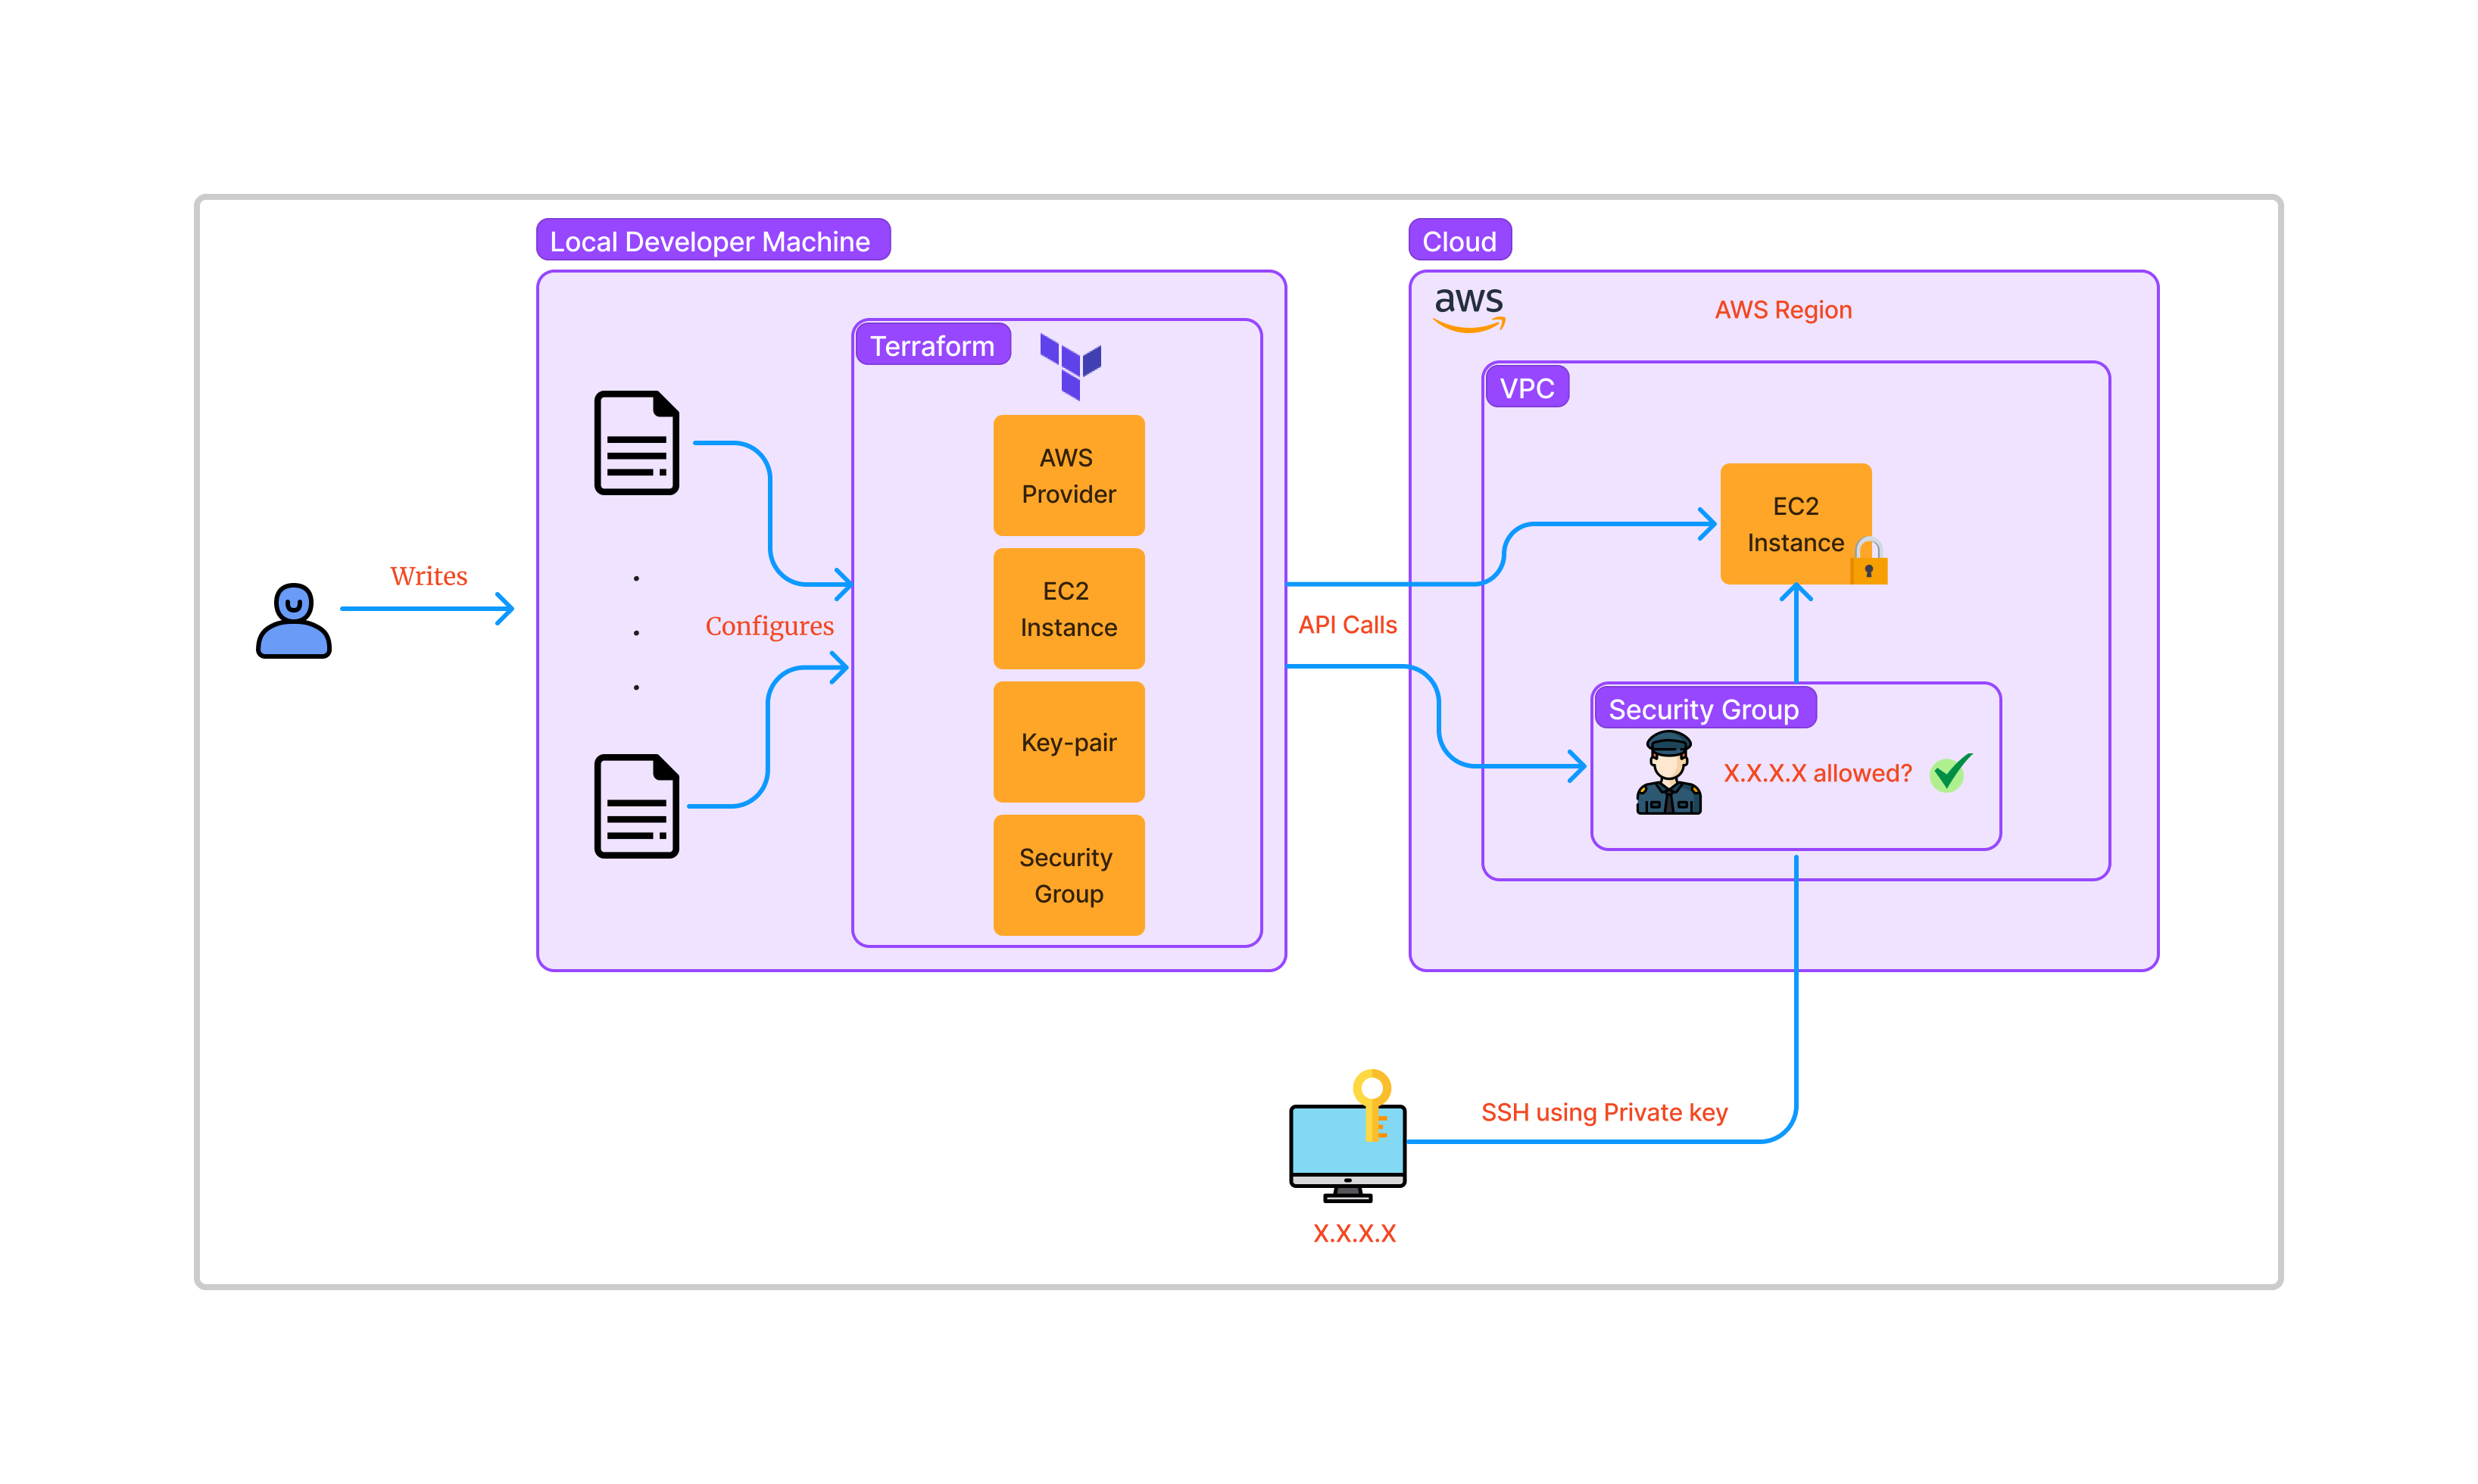 Local Developer Machine
Cloud
aws
AWS Region
Terraform
VPC
AWS
Provider
EC2
Instance
Writes
Configures
EC2
Instance
API Calls
Key-pair
Security Group
X.X.X.X allowed?
Security
Group
SSH using Private key
X.X.X.X